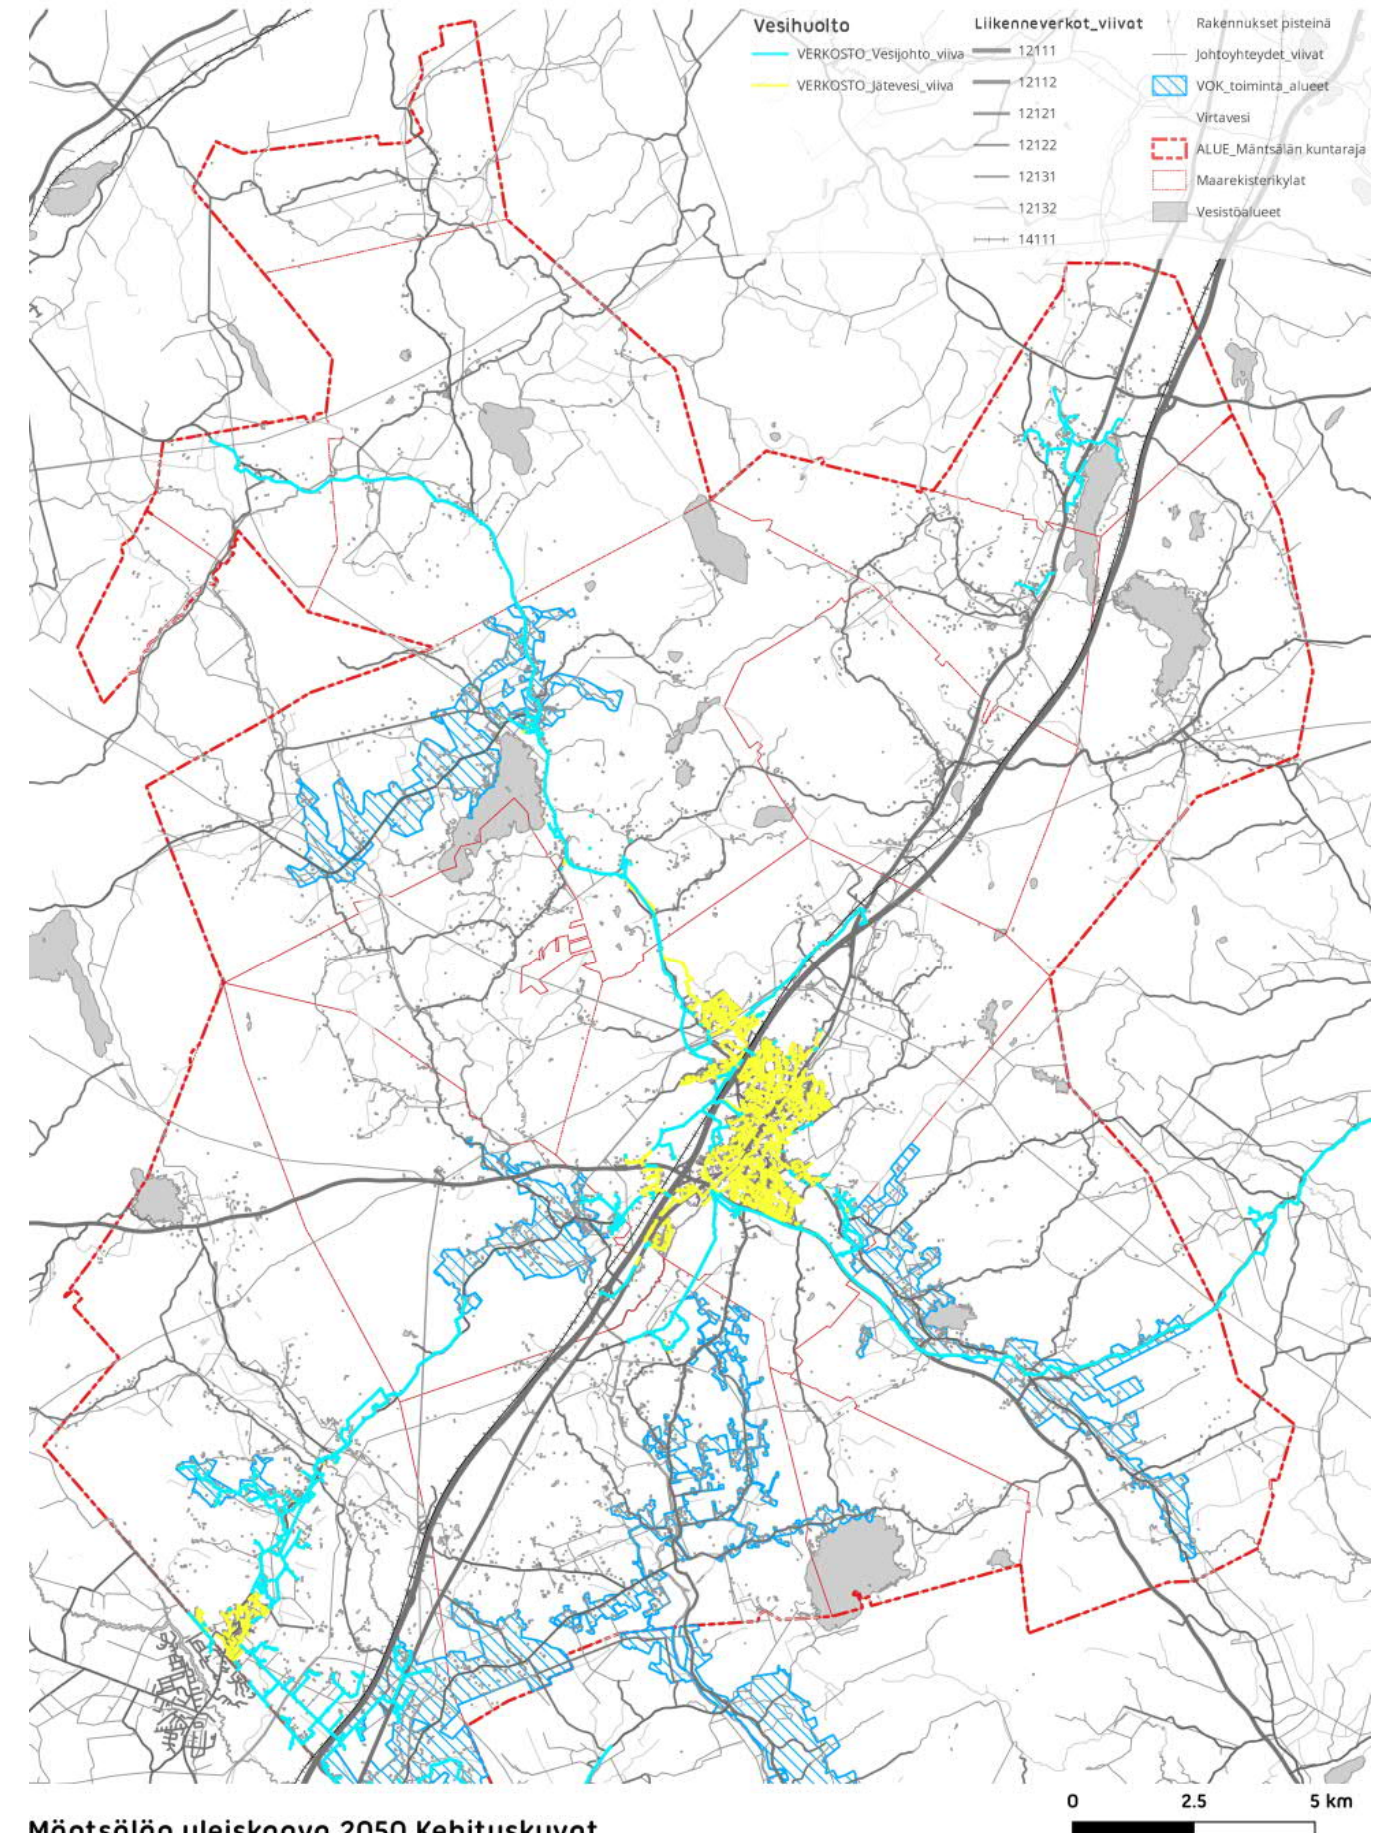 Vesihuolto
VERKOSTO_Vesijohto_viiva
VERKOSTO_Jätevesi_viiva
Liikenneverkot_viivat
12111
12112
12121
12122
12131
12132
14111
Rakennukset pisteinä
Johtoyhteydet_viivat
VOK_toiminta_alueet
Virtavesi
ALUE_Mäntsälän kuntaraja
Maarekisterikylat
Vesistöalueet
0 2.5 5 km
Mäntsälän yleiskaava 2050 Kehityskuvat